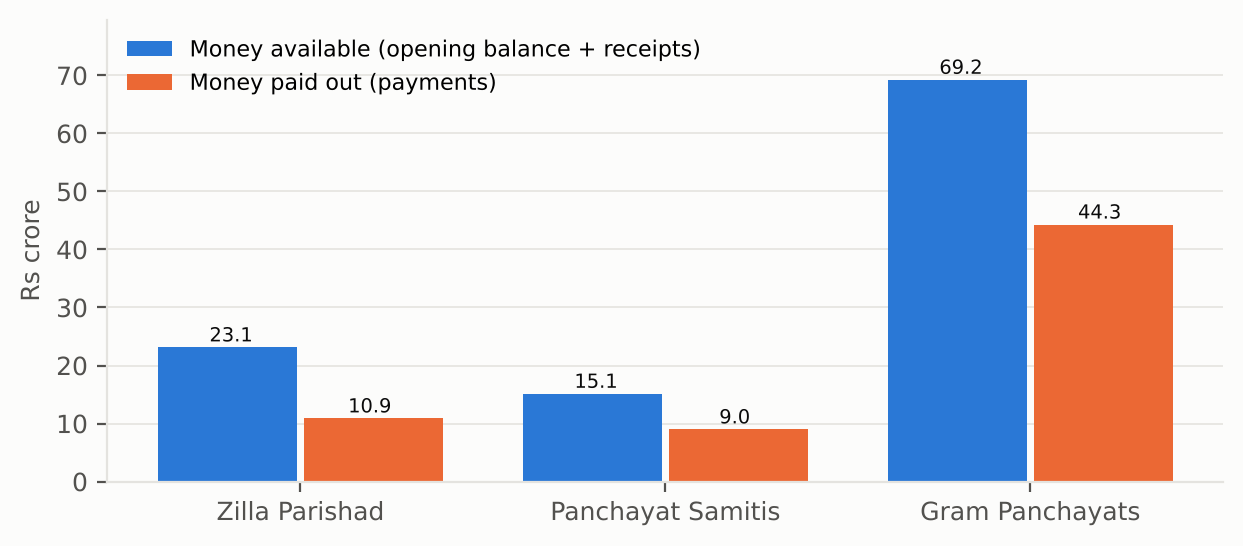 Money available (opening balance + receipts)
Money paid out (payments)
Rs crore
70
60
50
40
30
20
10
0
23.1
10.9
15.1
9.0
69.2
44.3
Zilla Parishad
Panchayat Samitis
Gram Panchayats